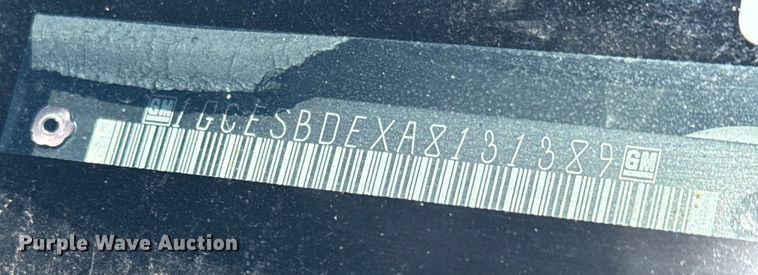 GM 1GCESBDEXA8131389 GM
Purple Wave Auction